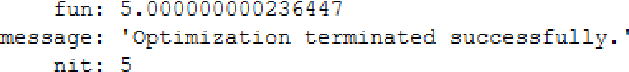 fun: 5.000000000236447
message: 'Optimization terminated successfully.'
nit: 5